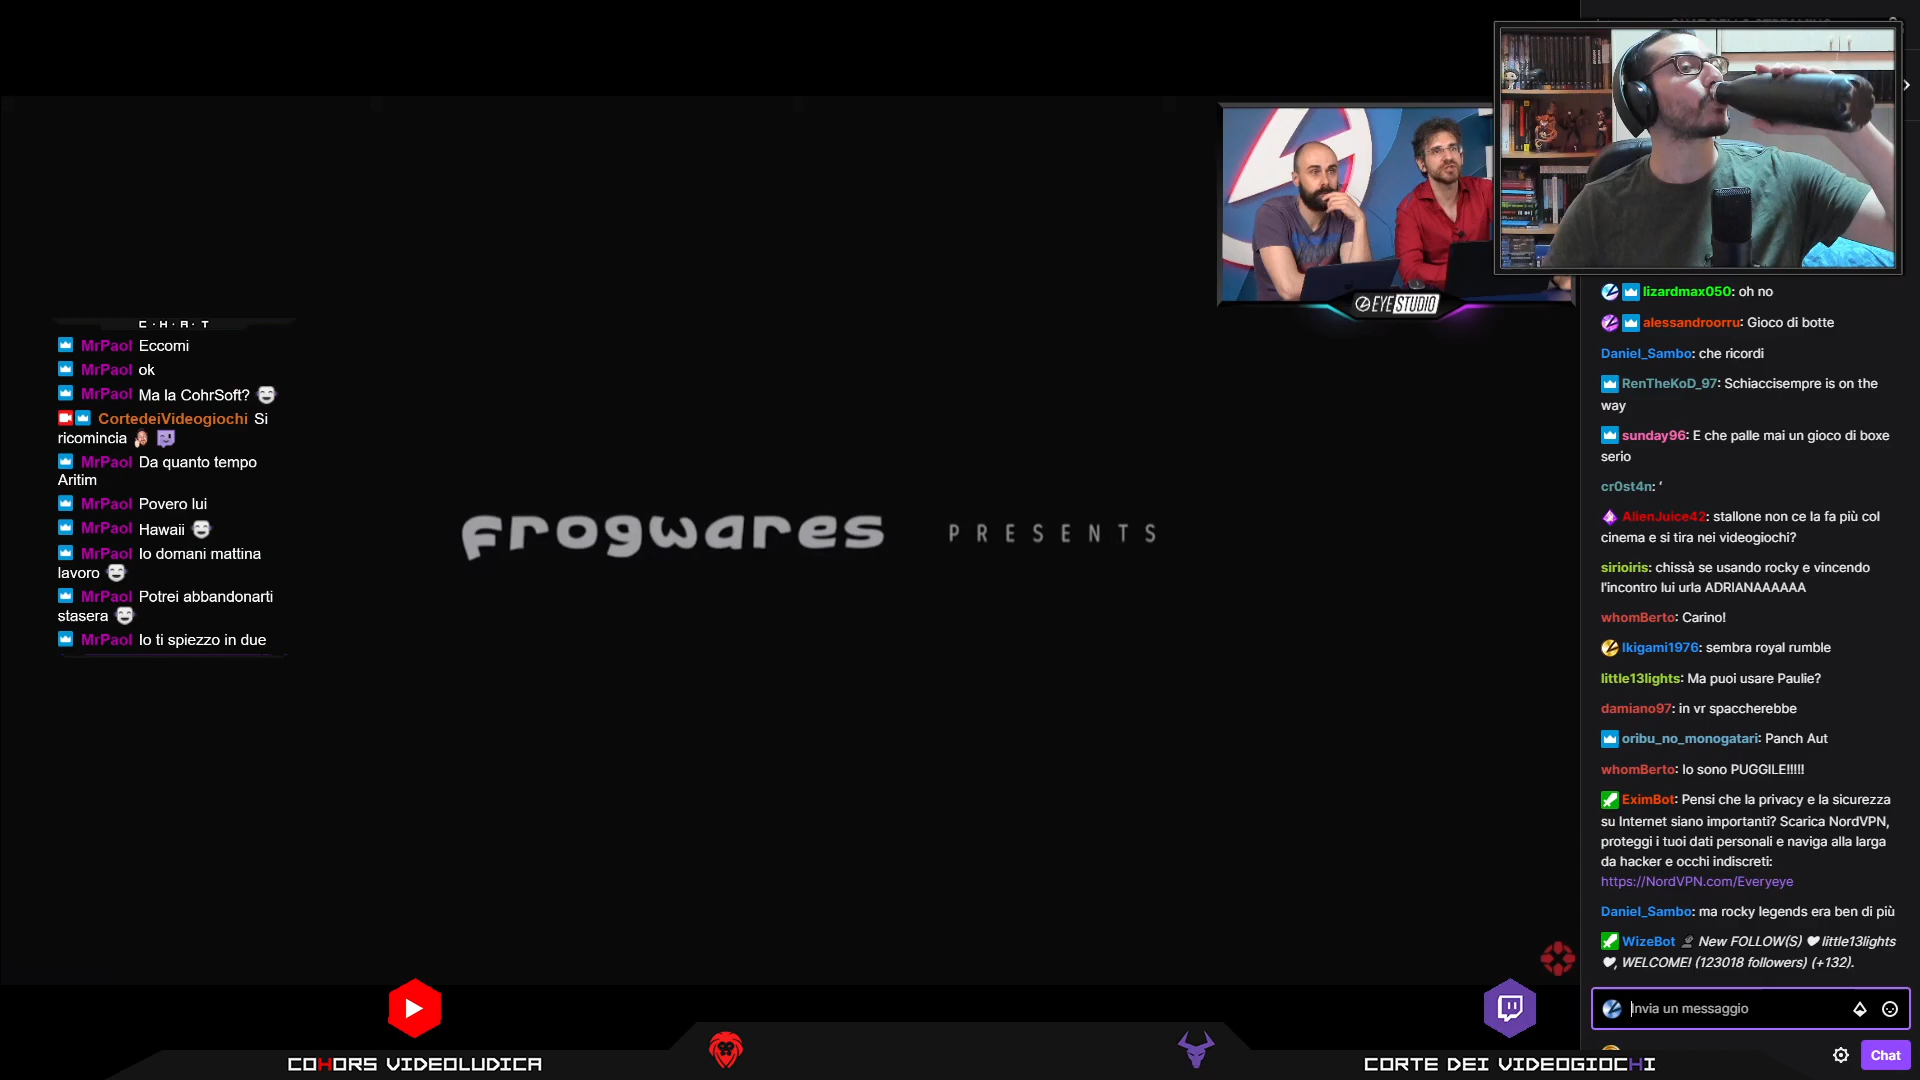 C·H·A·T
MrPaol Eccomi
MrPaol ok
MrPaol Ma la CohrSoft?
CortedeiVideogiochi Si
ricomincia
MrPaol Da quanto tempo
Aritim
MrPaol Povero lui
MrPaol Hawaii
MrPaol Io domani mattina
lavoro
MrPaol Potrei abbandonarti
stasera
MrPaol Io ti spiezzo in due
FROGWARES PRESENTS
EYESTUDIO
lizardmax050: oh no
alessandroorru: Gioco di botte
Daniel_Sambo: che ricordi
RenTheKoD_97: Schiaccisempre is on the
way
sunday96: E che palle mai un gioco di boxe
serio
cr0st4n: ‘
AlienJuice42: stallone non ce la fa più col
cinema e si tira nei videogiochi?
sirioiris: chissà se usando rocky e vincendo
l'incontro lui urla ADRIANAAAAAA
whomBerto: Carino!
Ikigami1976: sembra royal rumble
little13lights: Ma puoi usare Paulie?
damiano97: in vr spaccherebbe
oribu_no_monogatari: Panch Aut
whomBerto: Io sono PUGGILE!!!!!
EximBot: Pensi che la privacy e la sicurezza
su Internet siano importanti? Scarica NordVPN,
proteggi i tuoi dati personali e naviga alla larga
da hacker e occhi indiscreti:
https://NordVPN.com/Everyeye
Daniel_Sambo: ma rocky legends era ben di più
WizeBot New FOLLOW(S) little13lights
, WELCOME! (123018 followers) (+132).
Invia un messaggio
Chat
COHORS VIDEOLUDICA
CORTE DEI VIDEOGIOCHI